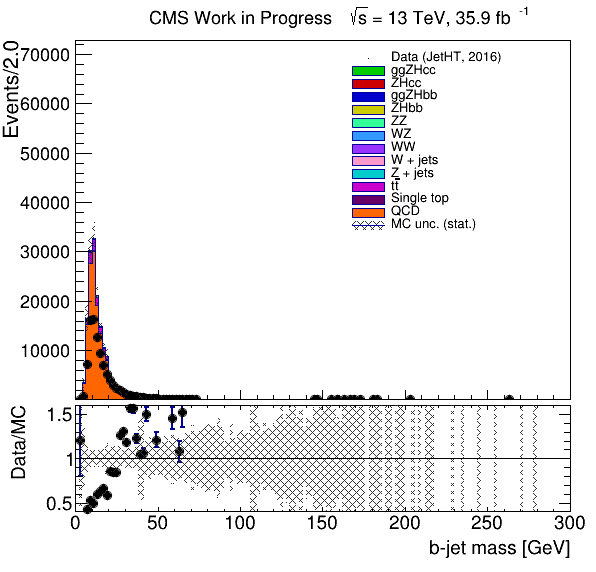 CMS Work in Progress √s = 13 TeV, 35.9 fb -1
Events/2.0
70000
60000
50000
40000
30000
20000
10000
Data (JetHT, 2016)
ggZHcc
ZHcc
ggZHbb
ZHbb
ZZ
WZ
WW
W + jets
Z + jets
tt̅
Single top
QCD
MC unc. (stat.)
Data/MC
1.5
1
0.5
0 50 100 150 200 250 300
b-jet mass [GeV]